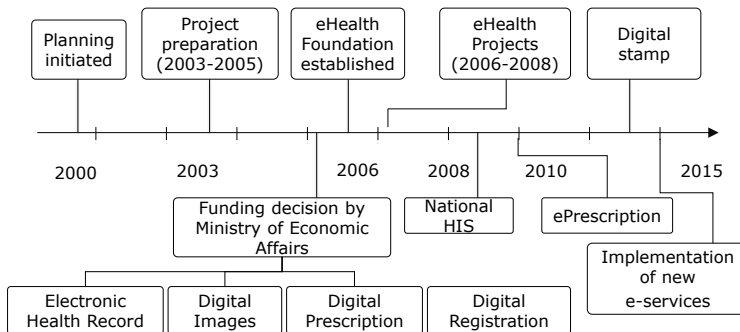 Planning
initiated
Project
preparation
(2003-2005)
eHealth
Foundation
established
eHealth
Projects
(2006-2008)
Digital
stamp
2000
2003
2006
2008
2010
2015
Funding decision by
Ministry of Economic
Affairs
National
HIS
ePrescription
Implementation
of new
e-services
Electronic
Health Record
Digital
Images
Digital
Prescription
Digital
Registration